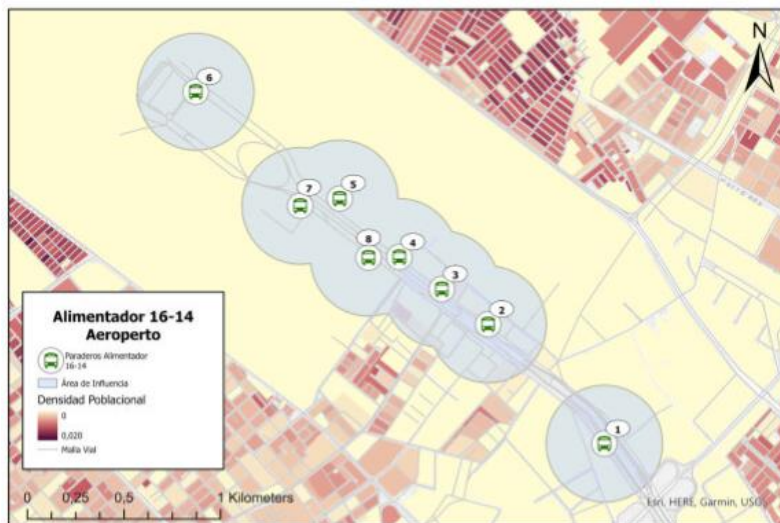 N
6
5
7
8
4
3
2
1
Alimentador 16-14
Aeroperto
Paraderos Alimentador
16-14
Área de Influencia
Densidad Poblacional
0
0,020
Malla Vial
0 0,25 0,5 1 Kilometers
Esri, HERE, Garmin, USGS